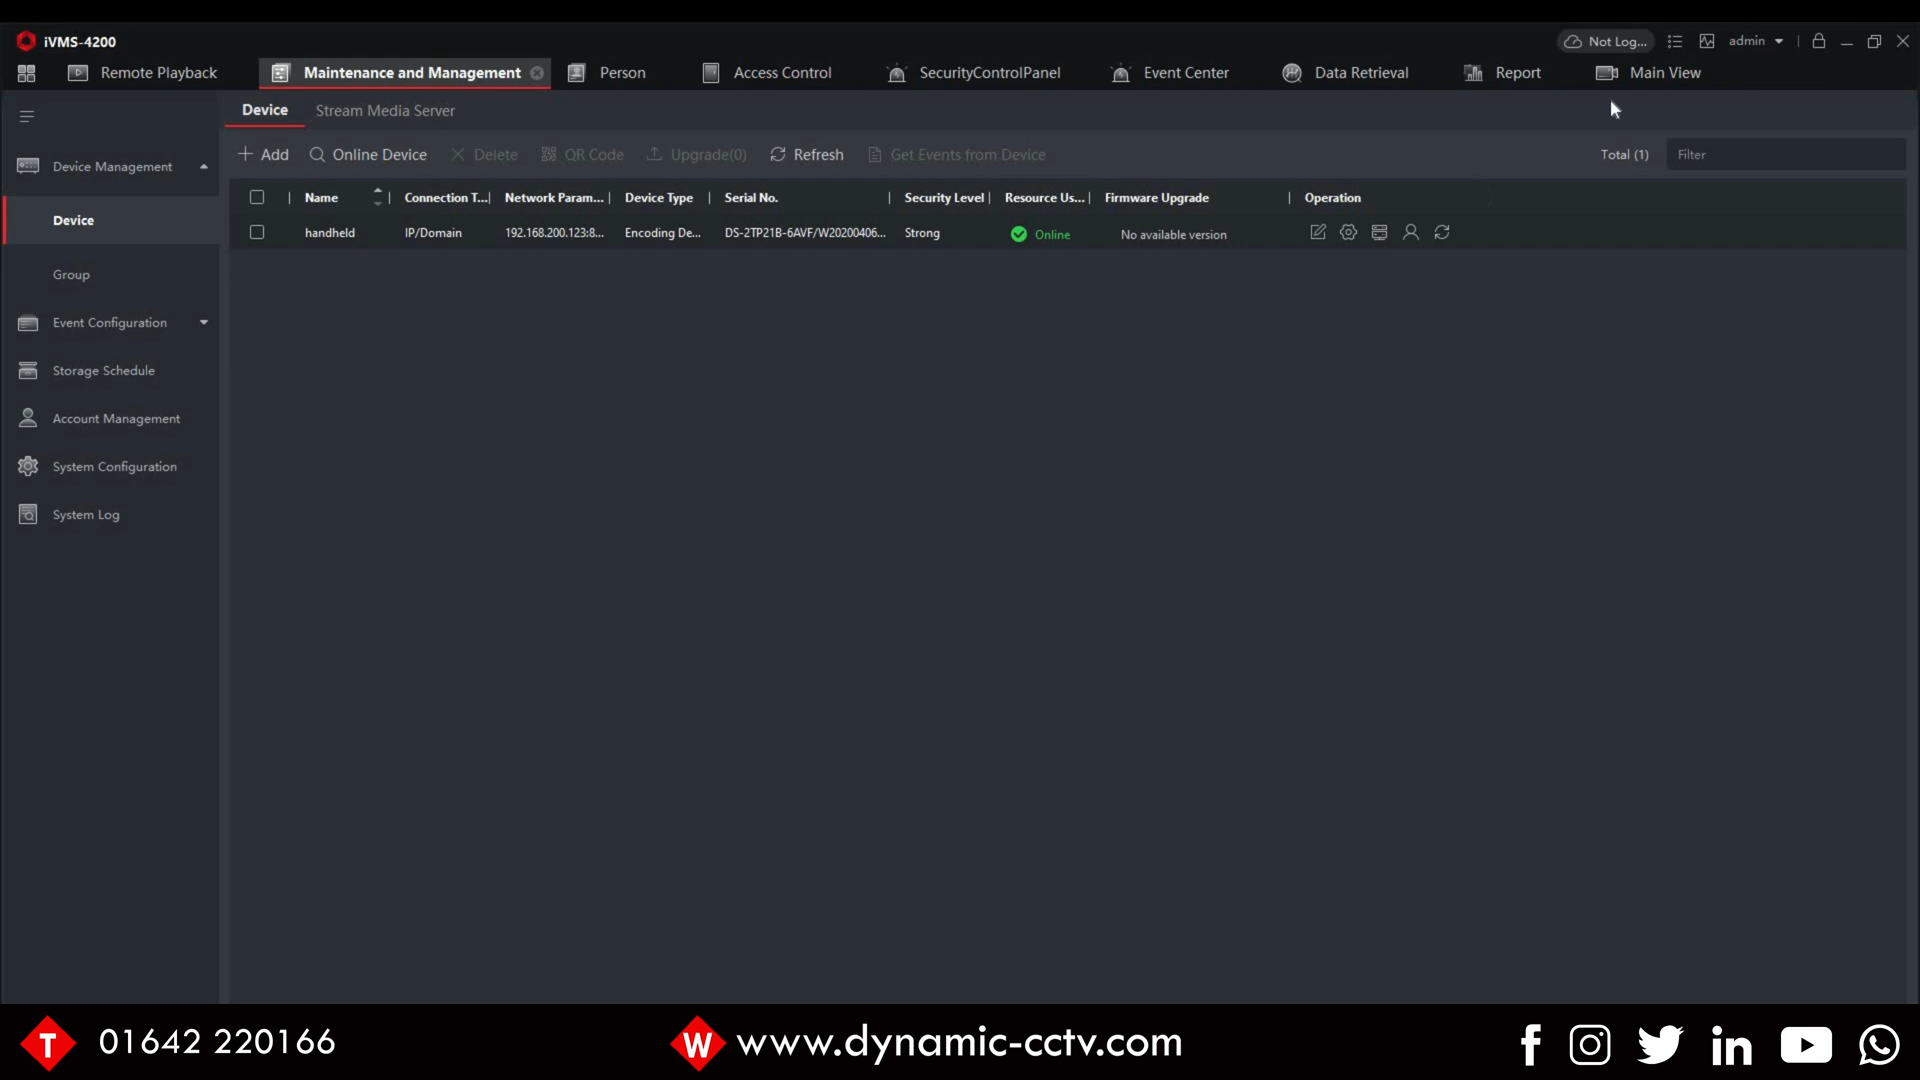 iVMS-4200
Not Log...
admin
Remote Playback
Maintenance and Management
Person
Access Control
SecurityControlPanel
Event Center
Data Retrieval
Report
Main View
Device
Stream Media Server
Device Management
Device
Group
Event Configuration
Storage Schedule
Account Management
System Configuration
System Log
Add
Online Device
Delete
QR Code
Upgrade(0)
Refresh
Get Events from Device
Total (1)
Filter
Name | Connection T...| Network Param... | Device Type | Serial No. | Security Level | Resource Us... | Firmware Upgrade | Operation
handheld IP/Domain 192.168.200.123:8... Encoding De... DS-2TP21B-6AVF/W20200406... Strong Online No available version
T 01642 220166
W www.dynamic-cctv.com